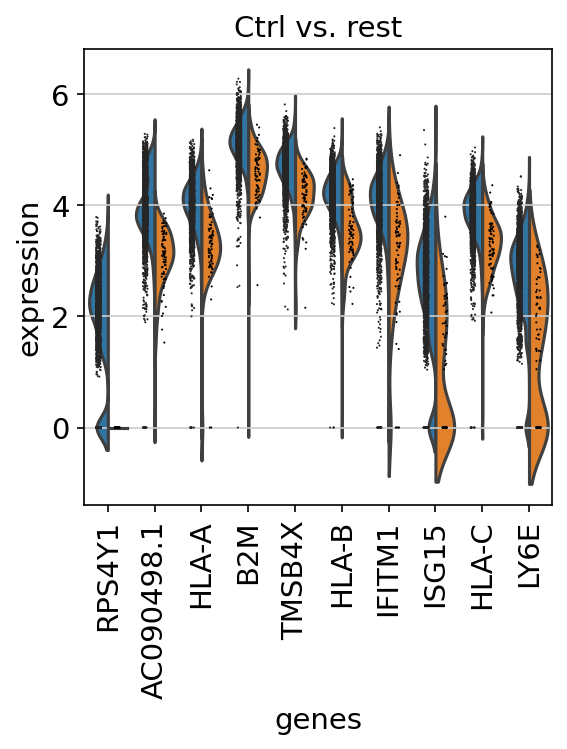 Ctrl vs. rest
expression
6
4
2
0
RPS4Y1
AC090498.1
HLA-A
B2M
TMSB4X
HLA-B
IFITM1
ISG15
HLA-C
LY6E
genes